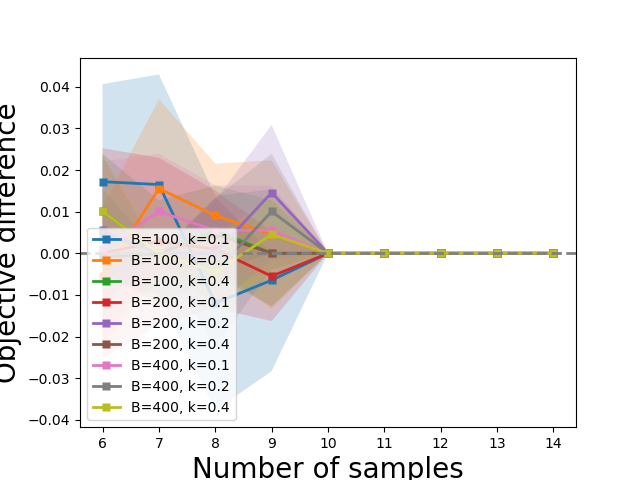 Objective difference
0.04
0.03
0.02
0.01
0.00
−0.01
−0.02
−0.03
−0.04
B=100, k=0.1
B=100, k=0.2
B=100, k=0.4
B=200, k=0.1
B=200, k=0.2
B=200, k=0.4
B=400, k=0.1
B=400, k=0.2
B=400, k=0.4
6 7 8 9 10 11 12 13 14
Number of samples